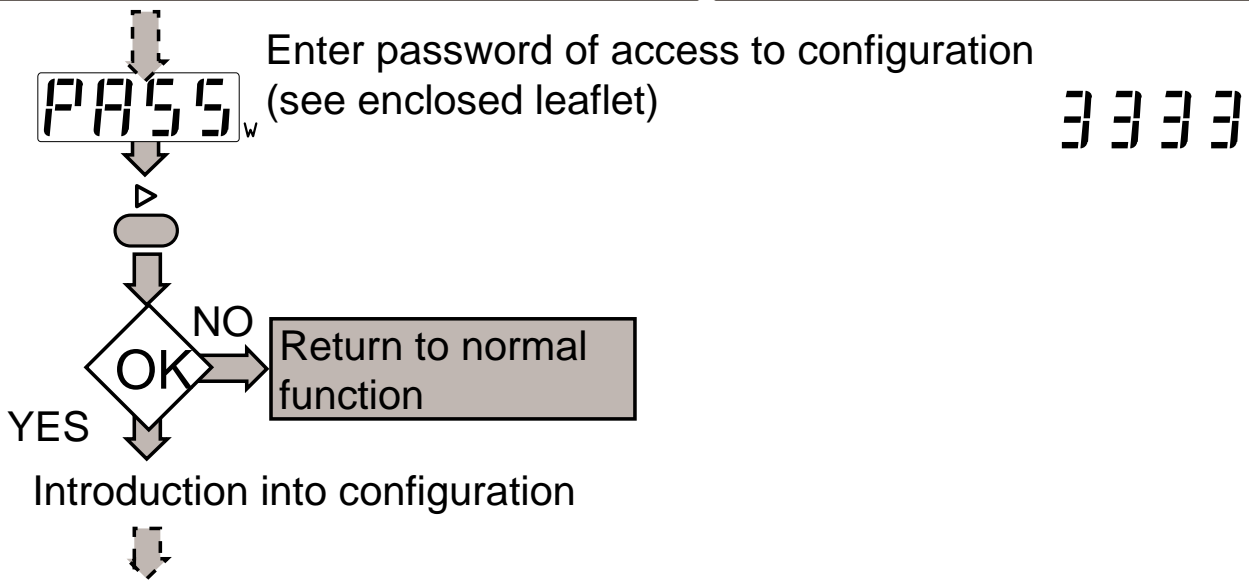 Enter password of access to configuration
PASS
w
(see enclosed leaflet)
3333
NO
OK
Return to normal
function
YES
Introduction into configuration